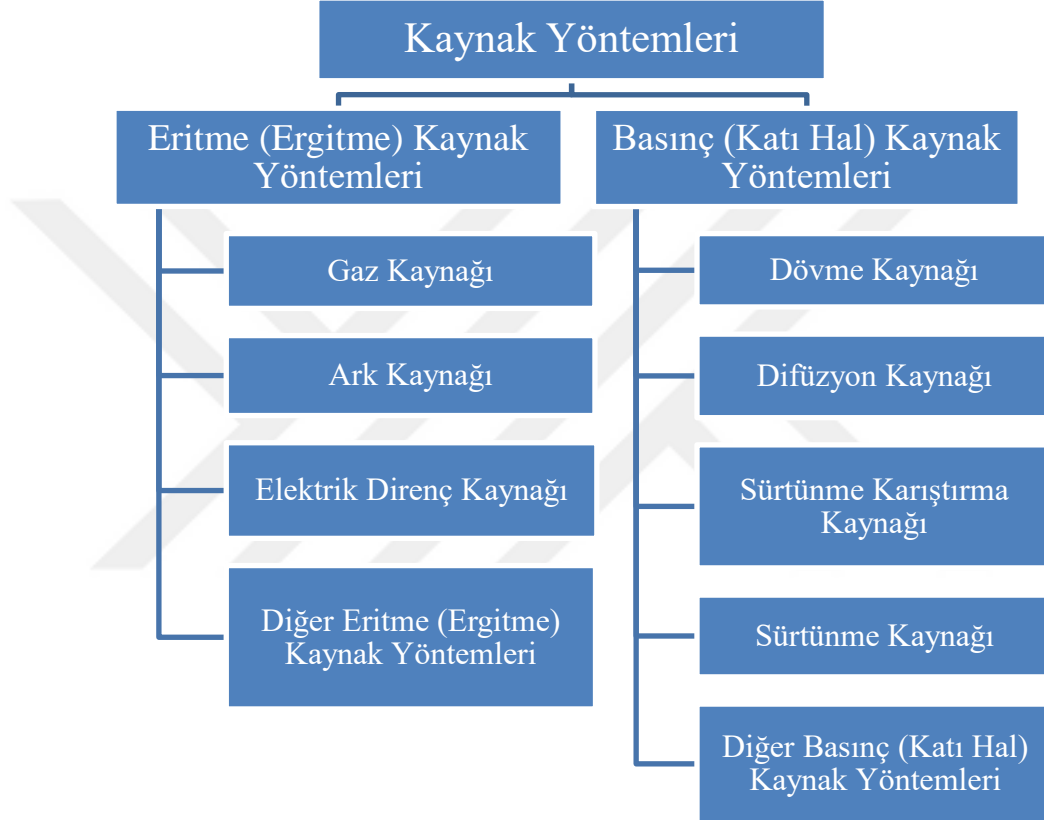 Kaynak Yöntemleri
Eritme (Ergitme) Kaynak
Yöntemleri
Gaz Kaynağı
Ark Kaynağı
Elektrik Direnç Kaynağı
Diğer Eritme (Ergitme)
Kaynak Yöntemleri
Basınç (Katı Hal) Kaynak
Yöntemleri
Dövme Kaynağı
Difüzyon Kaynağı
Sürtünme Karıştırma
Kaynağı
Sürtünme Kaynağı
Diğer Basınç (Katı Hal)
Kaynak Yöntemleri